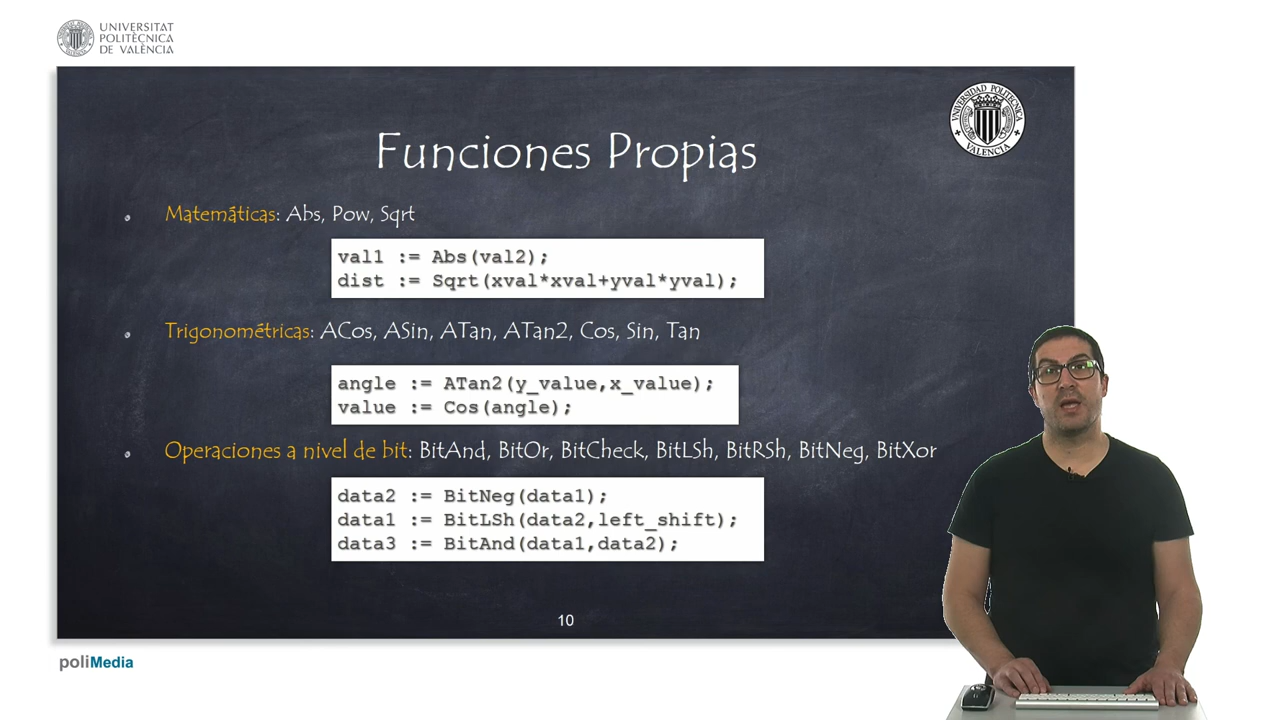 UNIVERSITAT
POLITÈCNICA
DE VALÈNCIA
UNIVERSIDAD POLITECNICA
VALENCIA
Funciones Propias
Matemáticas: Abs, Pow, Sqrt
val1 := Abs(val2);
dist := Sqrt(xval*xval+yval*yval);
Trigonométricas: ACos, ASin, ATan, ATan2, Cos, Sin, Tan
angle := ATan2(y_value,x_value);
value := Cos(angle);
Operaciones a nivel de bit: BitAnd, BitOr, BitCheck, BitLSh, BitRSh, BitNeg, BitXor
data2 := BitNeg(data1);
data1 := BitLSh(data2,left_shift);
data3 := BitAnd(data1,data2);
10
poliMedia